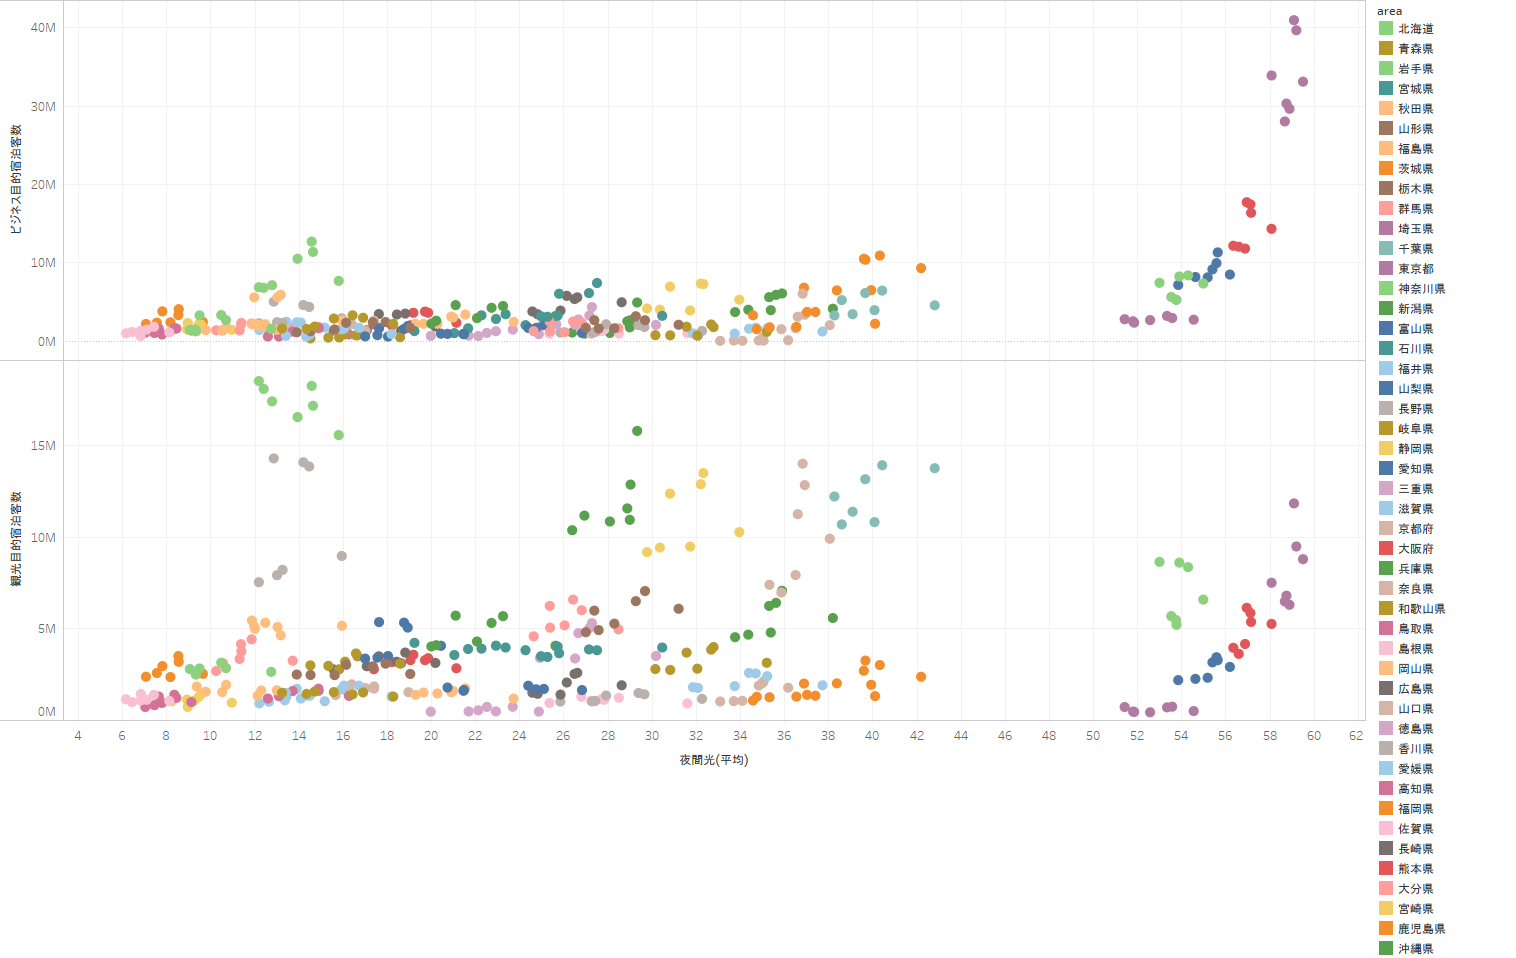 area
北海道
青森県
岩手県
宮城県
秋田県
山形県
福島県
茨城県
栃木県
群馬県
埼玉県
千葉県
東京都
神奈川県
新潟県
富山県
石川県
福井県
山梨県
長野県
岐阜県
静岡県
愛知県
三重県
滋賀県
京都府
大阪府
兵庫県
奈良県
和歌山県
鳥取県
島根県
岡山県
広島県
山口県
徳島県
香川県
愛媛県
高知県
福岡県
佐賀県
長崎県
熊本県
大分県
宮崎県
鹿児島県
沖縄県
ビジネス目的宿泊客数
40M
30M
20M
10M
0M
観光目的宿泊客数
15M
10M
5M
0M
4 6 8 10 12 14 16 18 20 22 24 26 28 30 32 34 36 38 40 42 44 46 48 50 52 54 56 58 60 62
夜間光(平均)